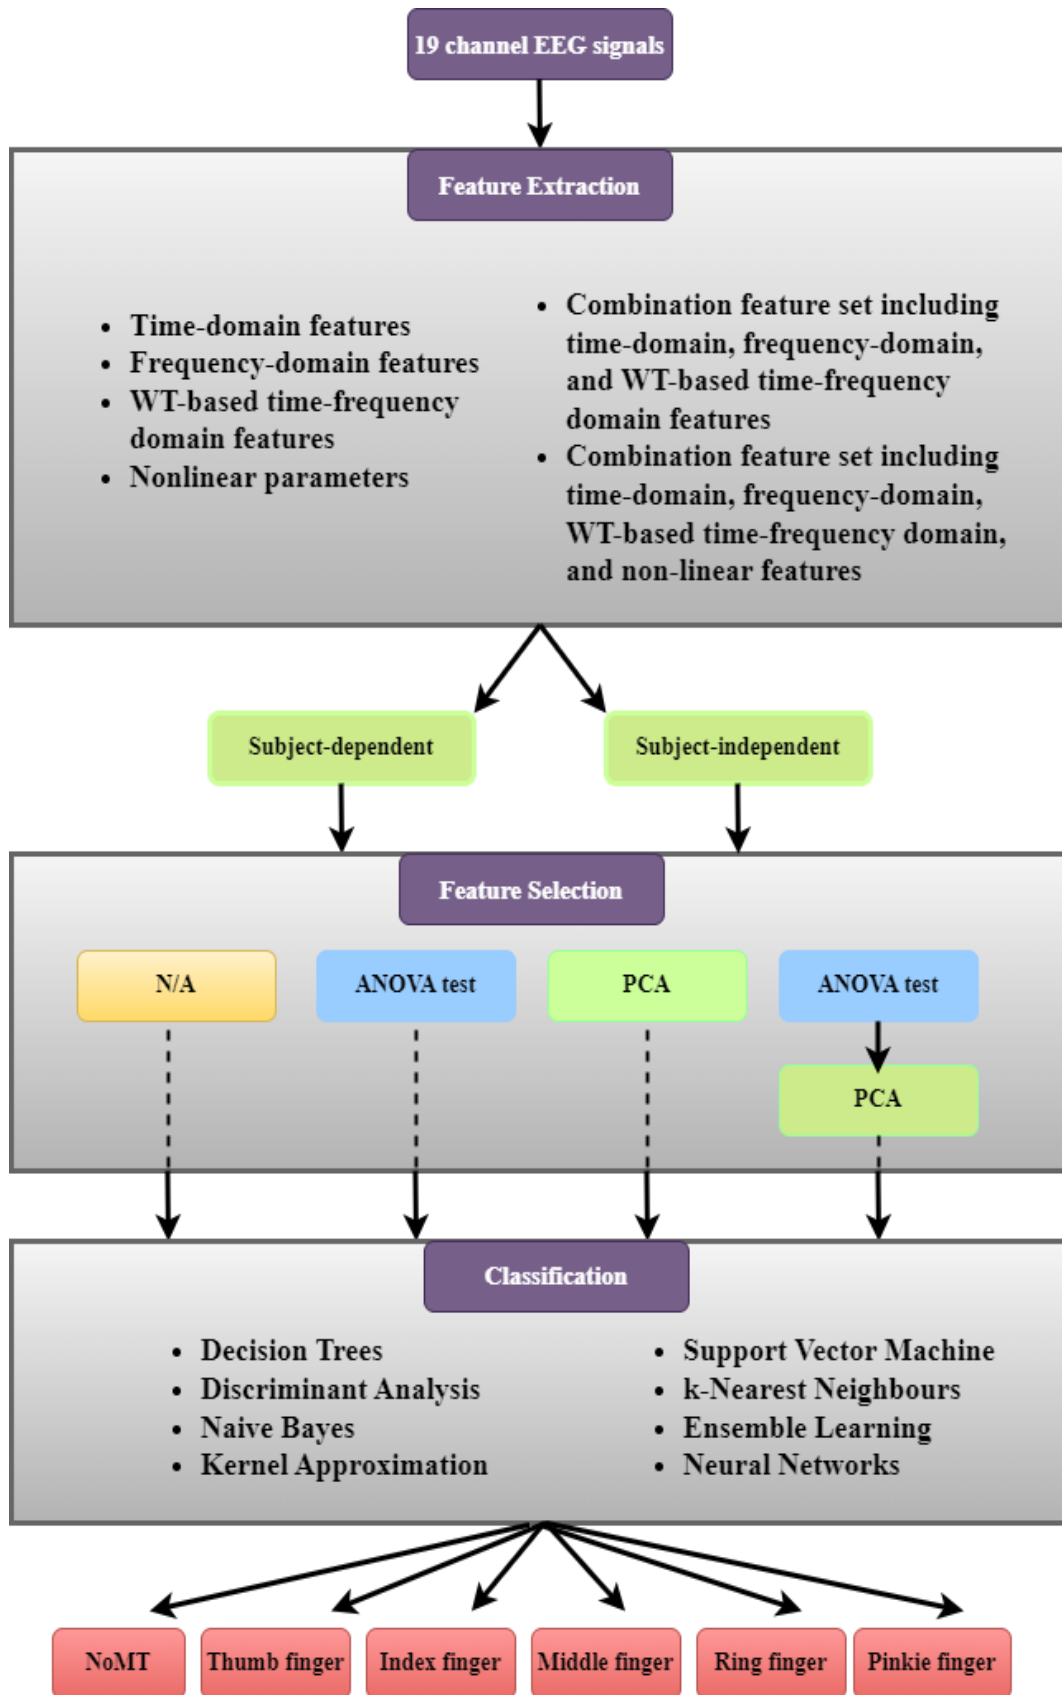 19 channel EEG signals
Feature Extraction
• Time-domain features
• Frequency-domain features
• WT-based time-frequency
domain features
• Nonlinear parameters
• Combination feature set including
time-domain, frequency-domain,
and WT-based time-frequency
domain features
• Combination feature set including
time-domain, frequency-domain,
WT-based time-frequency domain,
and non-linear features
Subject-dependent
Subject-independent
Feature Selection
N/A
ANOVA test
PCA
ANOVA test
PCA
Classification
• Decision Trees
• Discriminant Analysis
• Naive Bayes
• Kernel Approximation
• Support Vector Machine
• k-Nearest Neighbours
• Ensemble Learning
• Neural Networks
NoMT
Thumb finger
Index finger
Middle finger
Ring finger
Pinkie finger